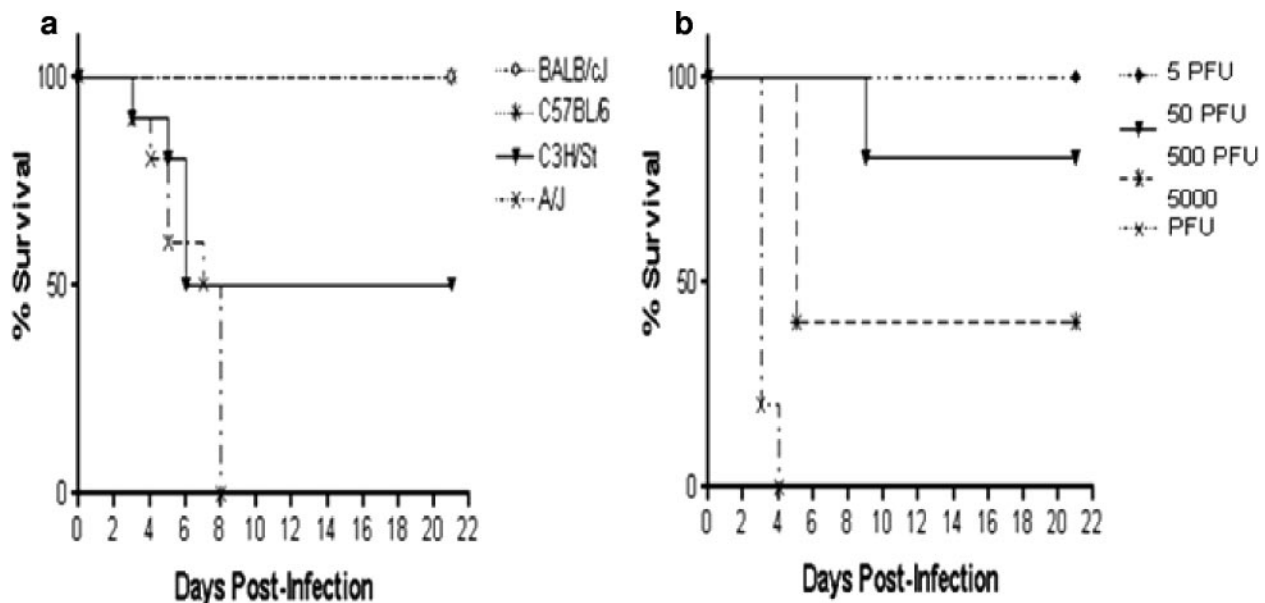 a
100
50
0
% Survival
0 2 4 6 8 10 12 14 16 18 20 22
Days Post-Infection
BALB/cJ
C57BL/6
C3H/St
A/J
b
100
50
0
% Survival
0 2 4 6 8 10 12 14 16 18 20 22
Days Post-Infection
5 PFU
50 PFU
500 PFU
5000
PFU